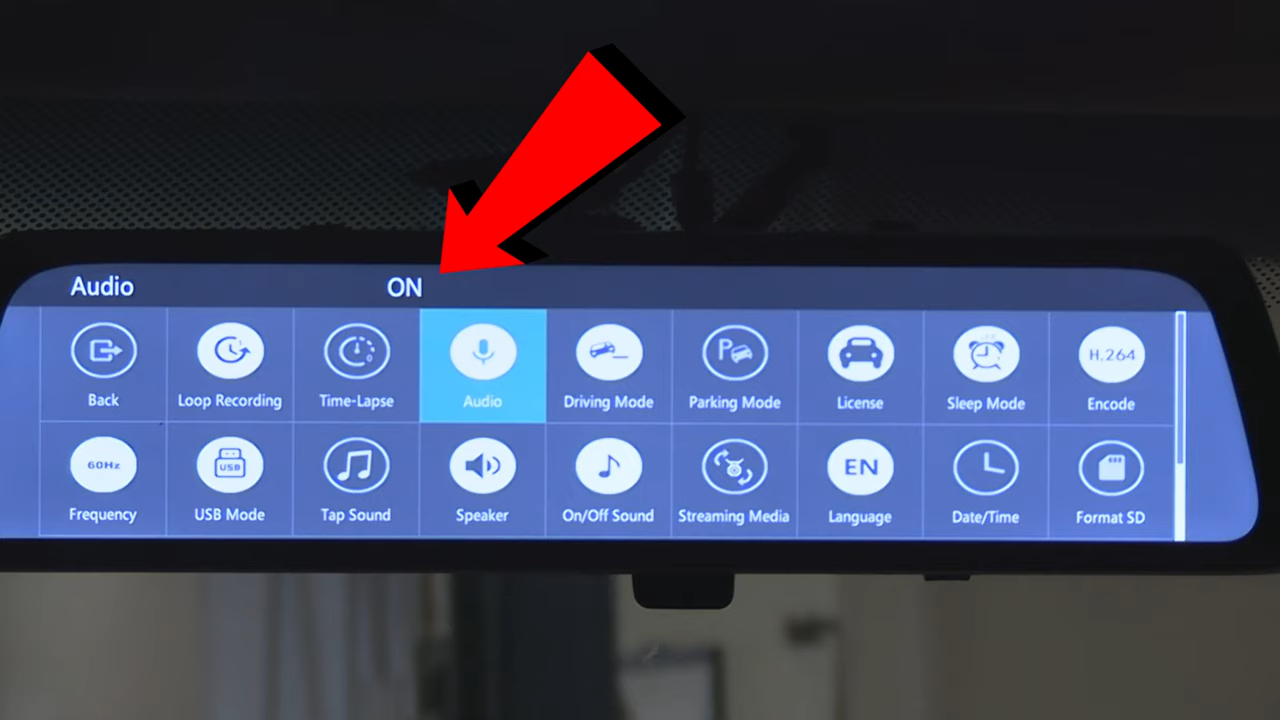 Audio ON
Back Loop Recording Time-Lapse Audio Driving Mode P Parking Mode License Sleep Mode H.264 Encode
60Hz Frequency USB USB Mode Tap Sound Speaker On/Off Sound Streaming Media EN Language Date/Time Format SD